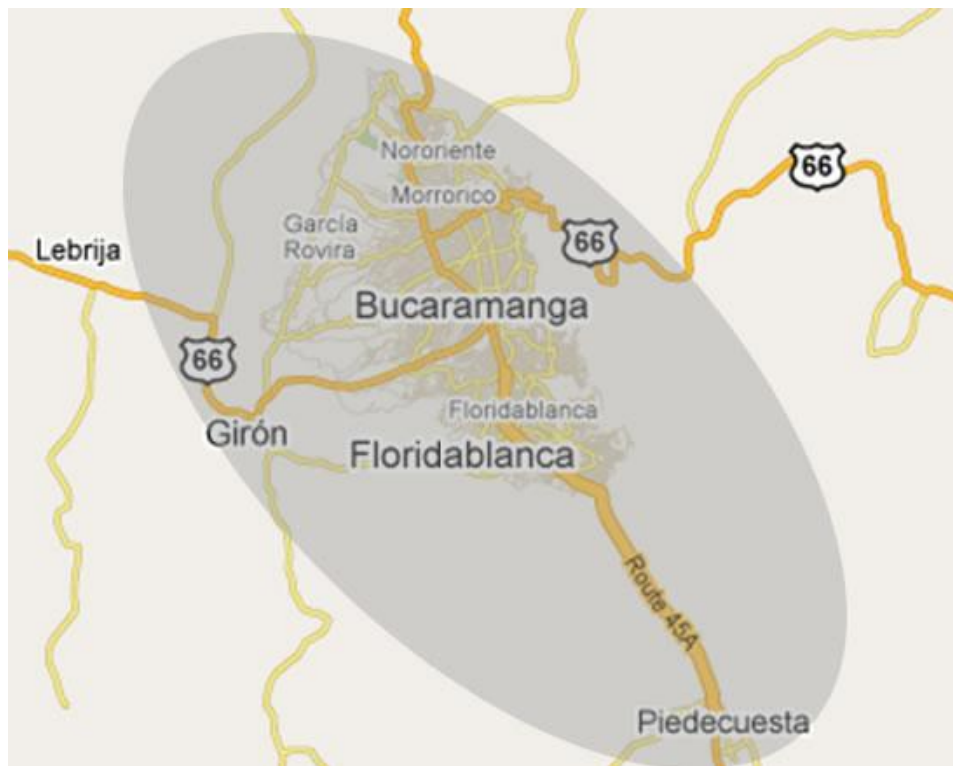 Nororiente
66
Morrorico
García
Rovira
66
Lebrija
Bucaramanga
66
Floridablanca
Girón
Floridablanca
Route 45A
Piedecuesta